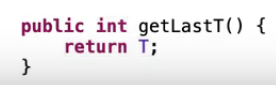 public int getLastT() {
    return T;
}